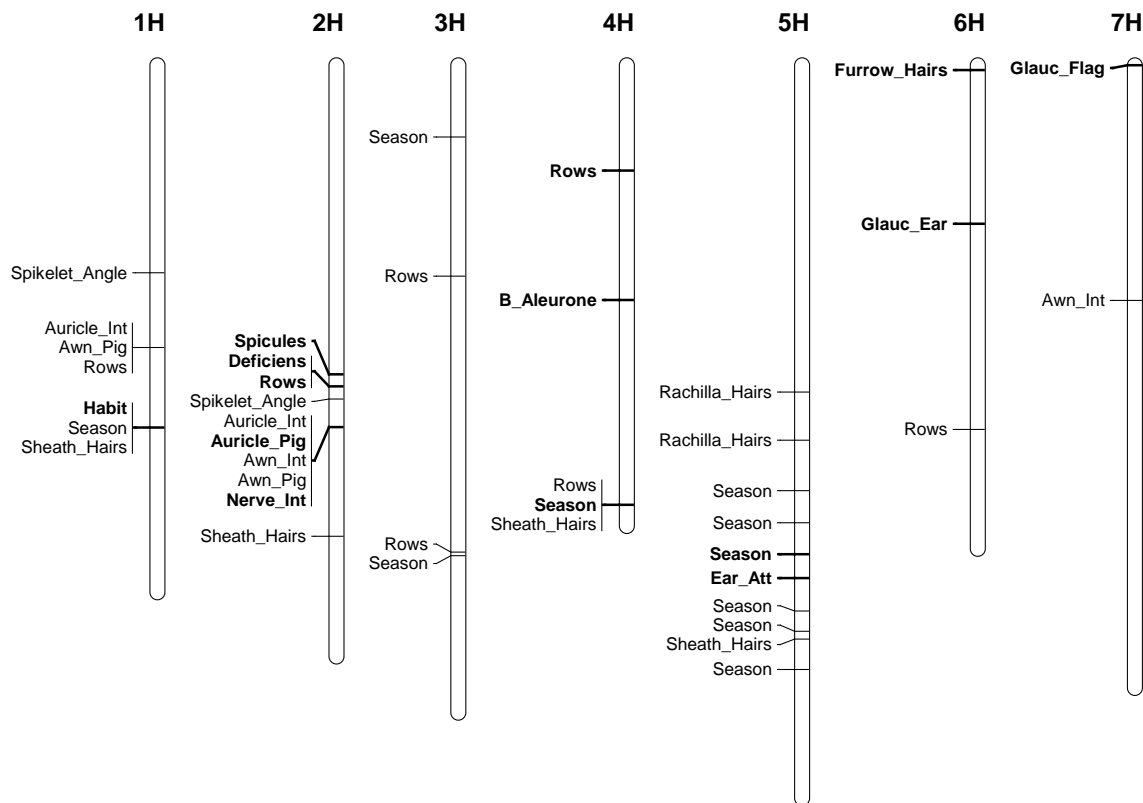 1H
2H
3H
4H
5H
6H
7H
Spikelet_Angle
Auricle_Int
Awn_Pig
Rows
Habit
Season
Sheath_Hairs
Spicules
Deficiens
Rows
Spikelet_Angle
Auricle_Int
Auricle_Pig
Awn_Int
Awn_Pig
Nerve_Int
Sheath_Hairs
Season
Rows
Rows
Season
Rows
B_Aleurone
Rows
Season
Sheath_Hairs
Rachilla_Hairs
Rachilla_Hairs
Season
Season
Season
Ear_Att
Season
Season
Sheath_Hairs
Season
Furrow_Hairs
Glauc_Ear
Rows
Glauc_Flag
Awn_Int